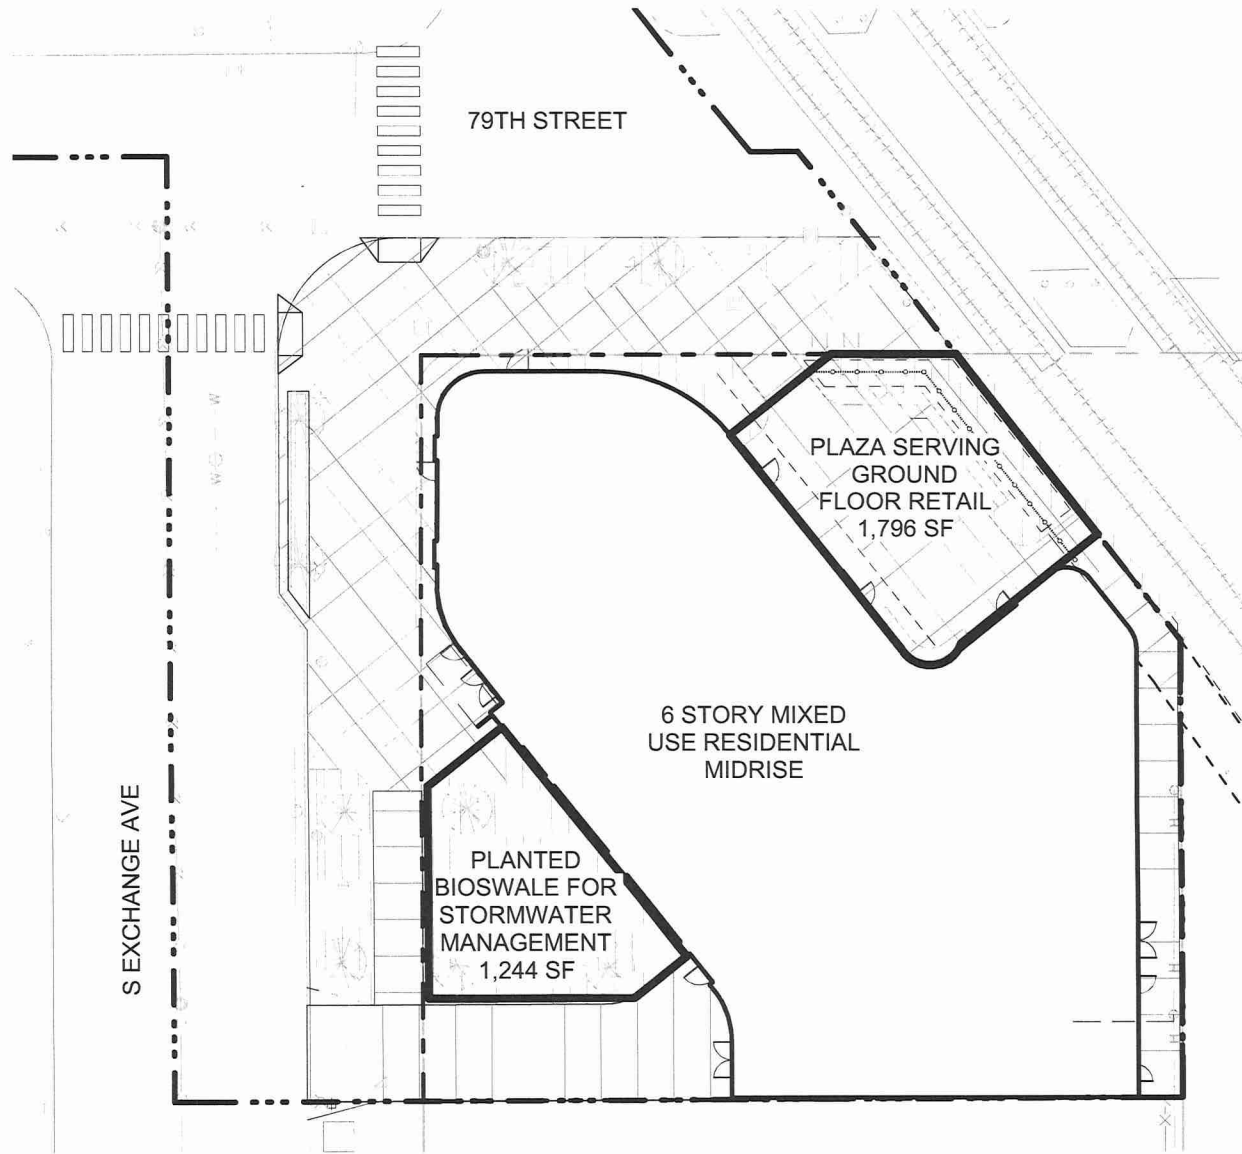 79TH STREET
PLAZA SERVING
GROUND
FLOOR RETAIL
1,796 SF
6 STORY MIXED
USE RESIDENTIAL
MIDRISE
S EXCHANGE AVE
PLANTED
BIOSWALE FOR
STORMWATER
MANAGEMENT
1,244 SF